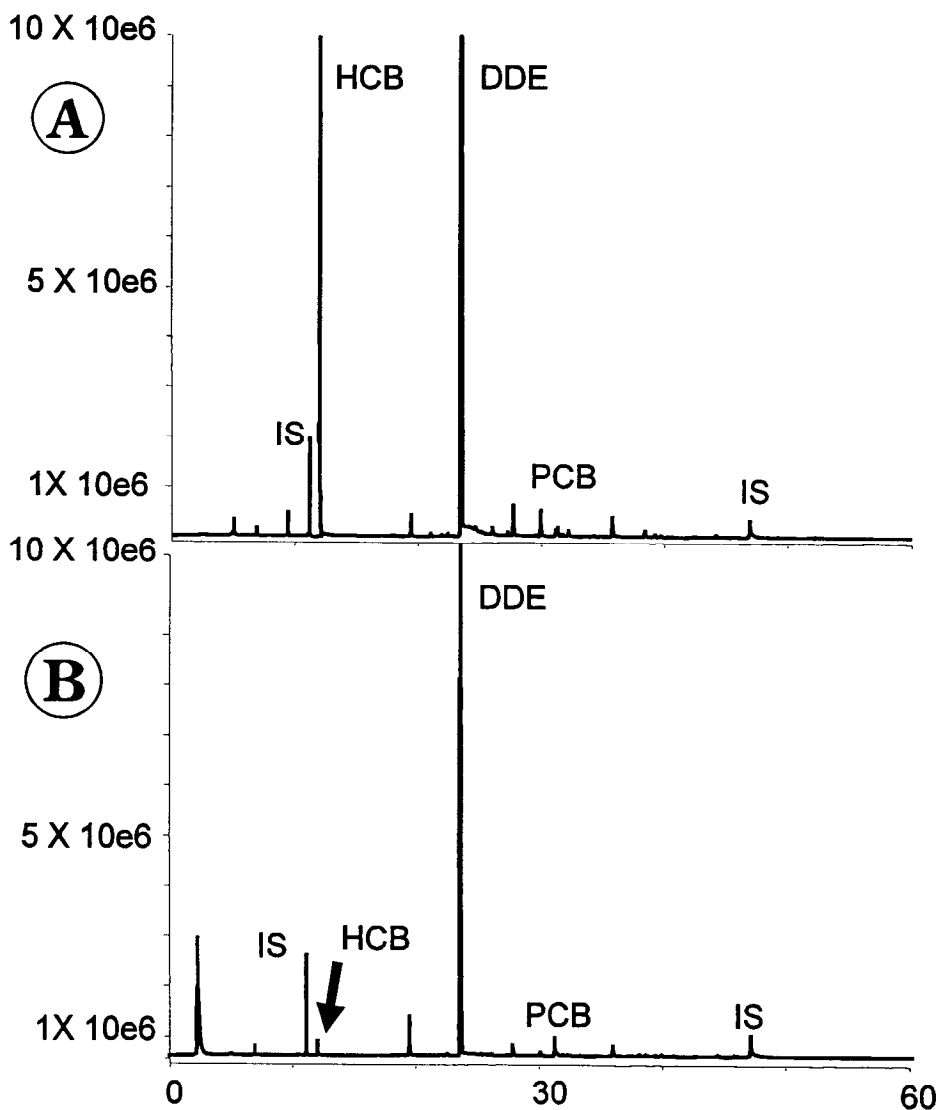 10 X 10e6
HCB
DDE
A
5 X 10e6
IS
1X 10e6
PCB
IS
10 X 10e6
DDE
B
5 X 10e6
IS
HCB
1X 10e6
PCB
IS
0
30
60